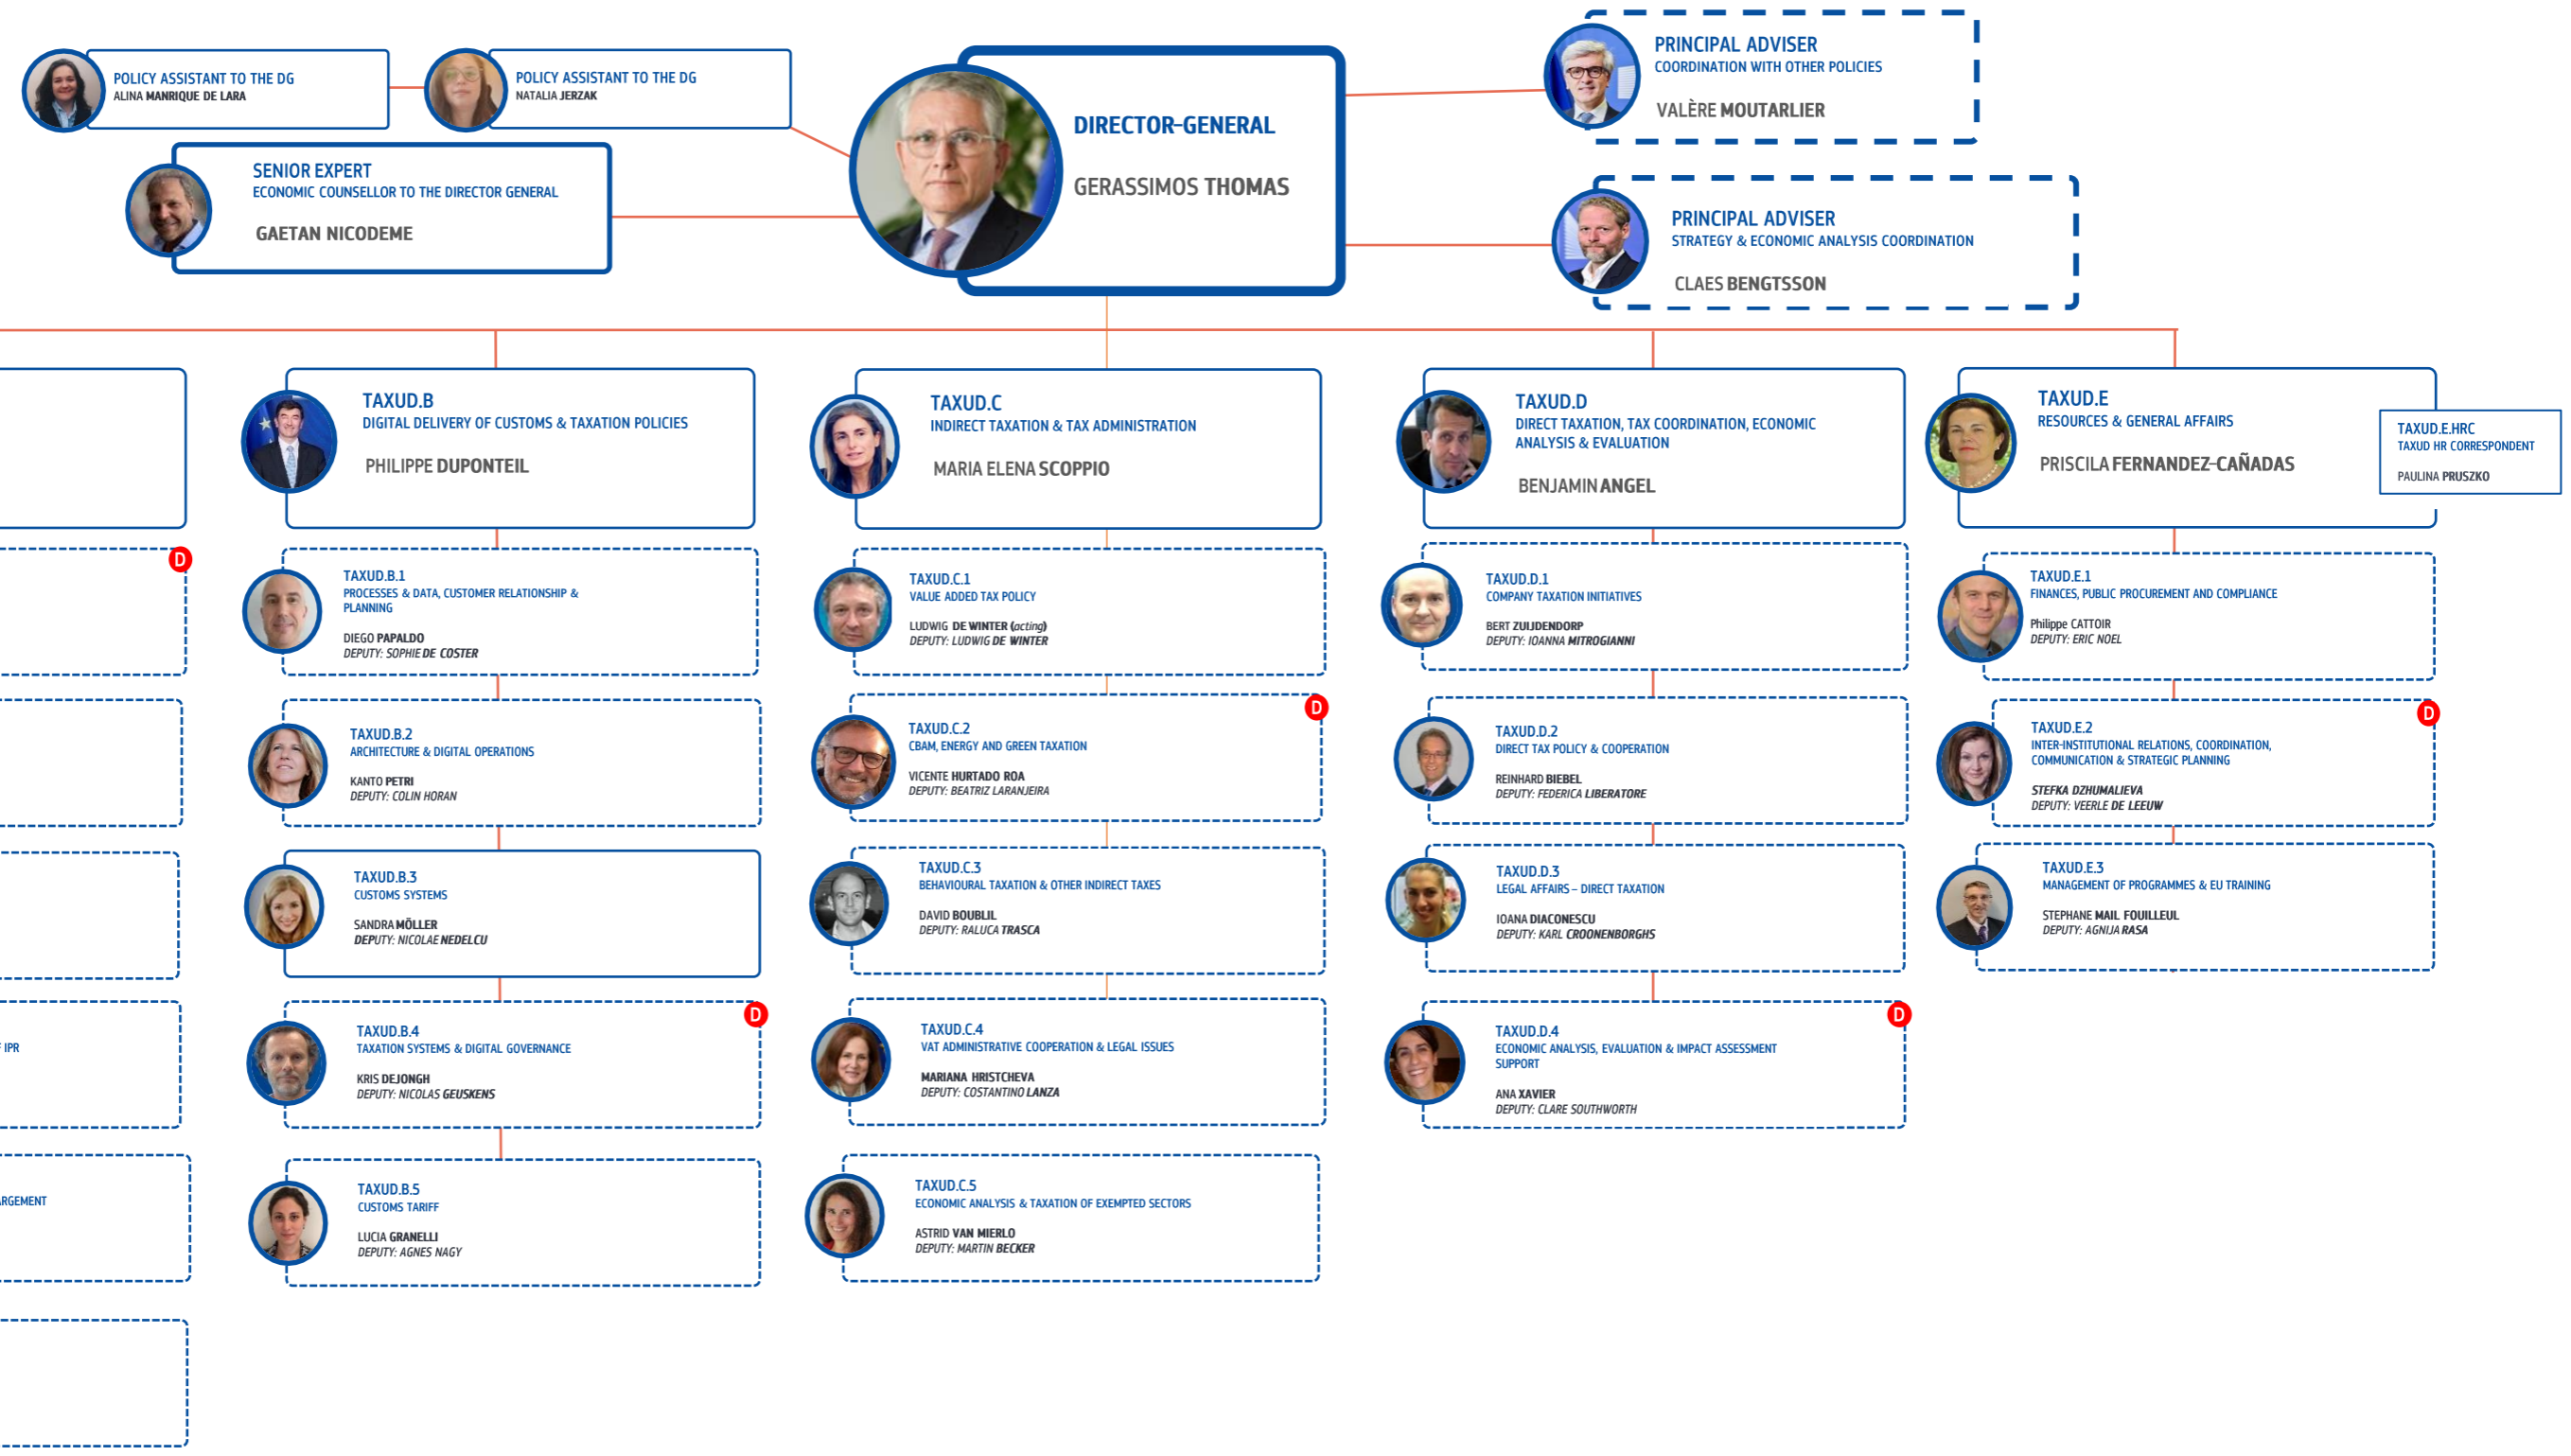 POLICY ASSISTANT TO THE DG
ALINA MANRIQUE DE LARA
POLICY ASSISTANT TO THE DG
NATALIA JERZAK
SENIOR EXPERT
ECONOMIC COUNSELLOR TO THE DIRECTOR GENERAL
GAETAN NICODEME
DIRECTOR-GENERAL
GERASSIMOS THOMAS
PRINCIPAL ADVISER
COORDINATION WITH OTHER POLICIES
VALÈRE MOUTARLIER
PRINCIPAL ADVISER
STRATEGY & ECONOMIC ANALYSIS COORDINATION
CLAES BENGTSSON
D
IPR
ARGEMENT
TAXUD.B
DIGITAL DELIVERY OF CUSTOMS & TAXATION POLICIES
PHILIPPE DUPONTEIL
TAXUD.B.1
PROCESSES & DATA, CUSTOMER RELATIONSHIP &
PLANNING
DIEGO PAPALDO
DEPUTY: SOPHIE DE COSTER
TAXUD.B.2
ARCHITECTURE & DIGITAL OPERATIONS
KANTO PETRI
DEPUTY: COLIN HORAN
TAXUD.B.3
CUSTOMS SYSTEMS
SANDRA MÖLLER
DEPUTY: NICOLAE NEDELCU
D
TAXUD.B.4
TAXATION SYSTEMS & DIGITAL GOVERNANCE
KRIS DEJONGH
DEPUTY: NICOLAS GEUSKENS
TAXUD.B.5
CUSTOMS TARIFF
LUCIA GRANELLI
DEPUTY: AGNES NAGY
TAXUD.C
INDIRECT TAXATION & TAX ADMINISTRATION
MARIA ELENA SCOPPIO
TAXUD.C.1
VALUE ADDED TAX POLICY
LUDWIG DE WINTER (acting)
DEPUTY: LUDWIG DE WINTER
D
TAXUD.C.2
CBAM, ENERGY AND GREEN TAXATION
VICENTE HURTADO ROA
DEPUTY: BEATRIZ LARANJEIRA
TAXUD.C.3
BEHAVIOURAL TAXATION & OTHER INDIRECT TAXES
DAVID BOUBLIL
DEPUTY: RALUCA TRASCA
TAXUD.C.4
VAT ADMINISTRATIVE COOPERATION & LEGAL ISSUES
MARIANA HRISTCHEVA
DEPUTY: COSTANTINO LANZA
TAXUD.C.5
ECONOMIC ANALYSIS & TAXATION OF EXEMPTED SECTORS
ASTRID VAN MIERLO
DEPUTY: MARTIN BECKER
TAXUD.D
DIRECT TAXATION, TAX COORDINATION, ECONOMIC
ANALYSIS & EVALUATION
BENJAMIN ANGEL
TAXUD.D.1
COMPANY TAXATION INITIATIVES
BERT ZUIJDENDORP
DEPUTY: IOANNA MITROGIANNI
TAXUD.D.2
DIRECT TAX POLICY & COOPERATION
REINHARD BIEBEL
DEPUTY: FEDERICA LIBERATORE
TAXUD.D.3
LEGAL AFFAIRS – DIRECT TAXATION
IOANA DIACONESCU
DEPUTY: KARL CROONENBORGHS
D
TAXUD.D.4
ECONOMIC ANALYSIS, EVALUATION & IMPACT ASSESSMENT
SUPPORT
ANA XAVIER
DEPUTY: CLARE SOUTHWORTH
TAXUD.E
RESOURCES & GENERAL AFFAIRS
PRISCILA FERNANDEZ-CAÑADAS
TAXUD.E.HRC
TAXUD HR CORRESPONDENT
PAULINA PRUSZKO
TAXUD.E.1
FINANCES, PUBLIC PROCUREMENT AND COMPLIANCE
Philippe CATTOIR
DEPUTY: ERIC NOEL
D
TAXUD.E.2
INTER-INSTITUTIONAL RELATIONS, COORDINATION,
COMMUNICATION & STRATEGIC PLANNING
STEFKA DZHUMALIEVA
DEPUTY: VEERLE DE LEEUW
TAXUD.E.3
MANAGEMENT OF PROGRAMMES & EU TRAINING
STEPHANE MAIL FOUILLEUL
DEPUTY: AGNIJA RASA